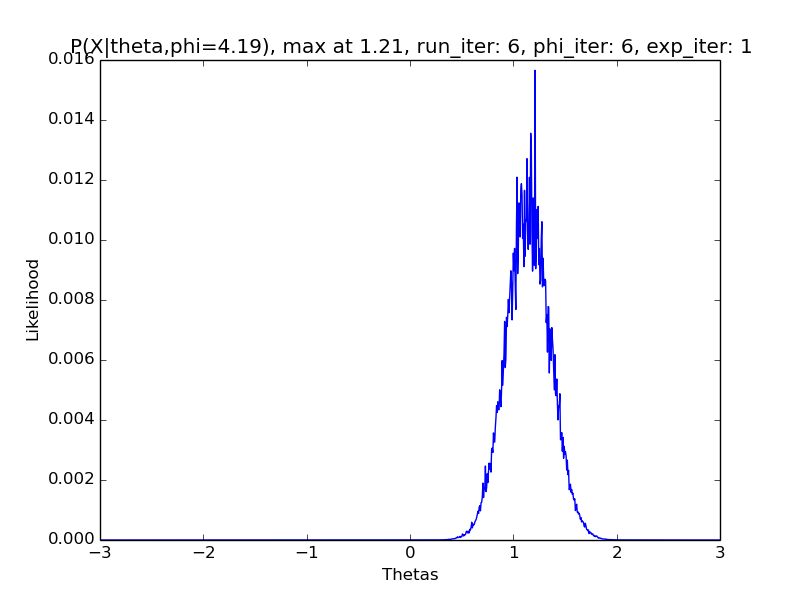 P(X|theta,phi=4.19), max at 1.21, run_iter: 6, phi_iter: 6, exp_iter: 1
0.016
0.014
0.012
0.010
0.008
0.006
0.004
0.002
0.000
Likelihood
−3 −2 −1 0 1 2 3
Thetas